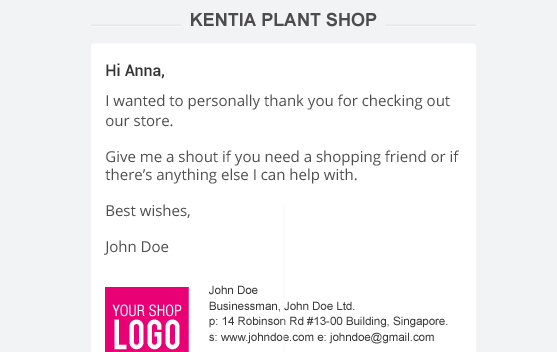 KENTIA PLANT SHOP
Hi Anna,
I wanted to personally thank you for checking out
our store.
Give me a shout if you need a shopping friend or if
there’s anything else I can help with.
Best wishes,
John Doe
YOUR SHOP
LOGO
John Doe
Businessman, John Doe Ltd.
p: 14 Robinson Rd #13-00 Building, Singapore.
s: www.johndoe.com e: johndoe@gmail.com